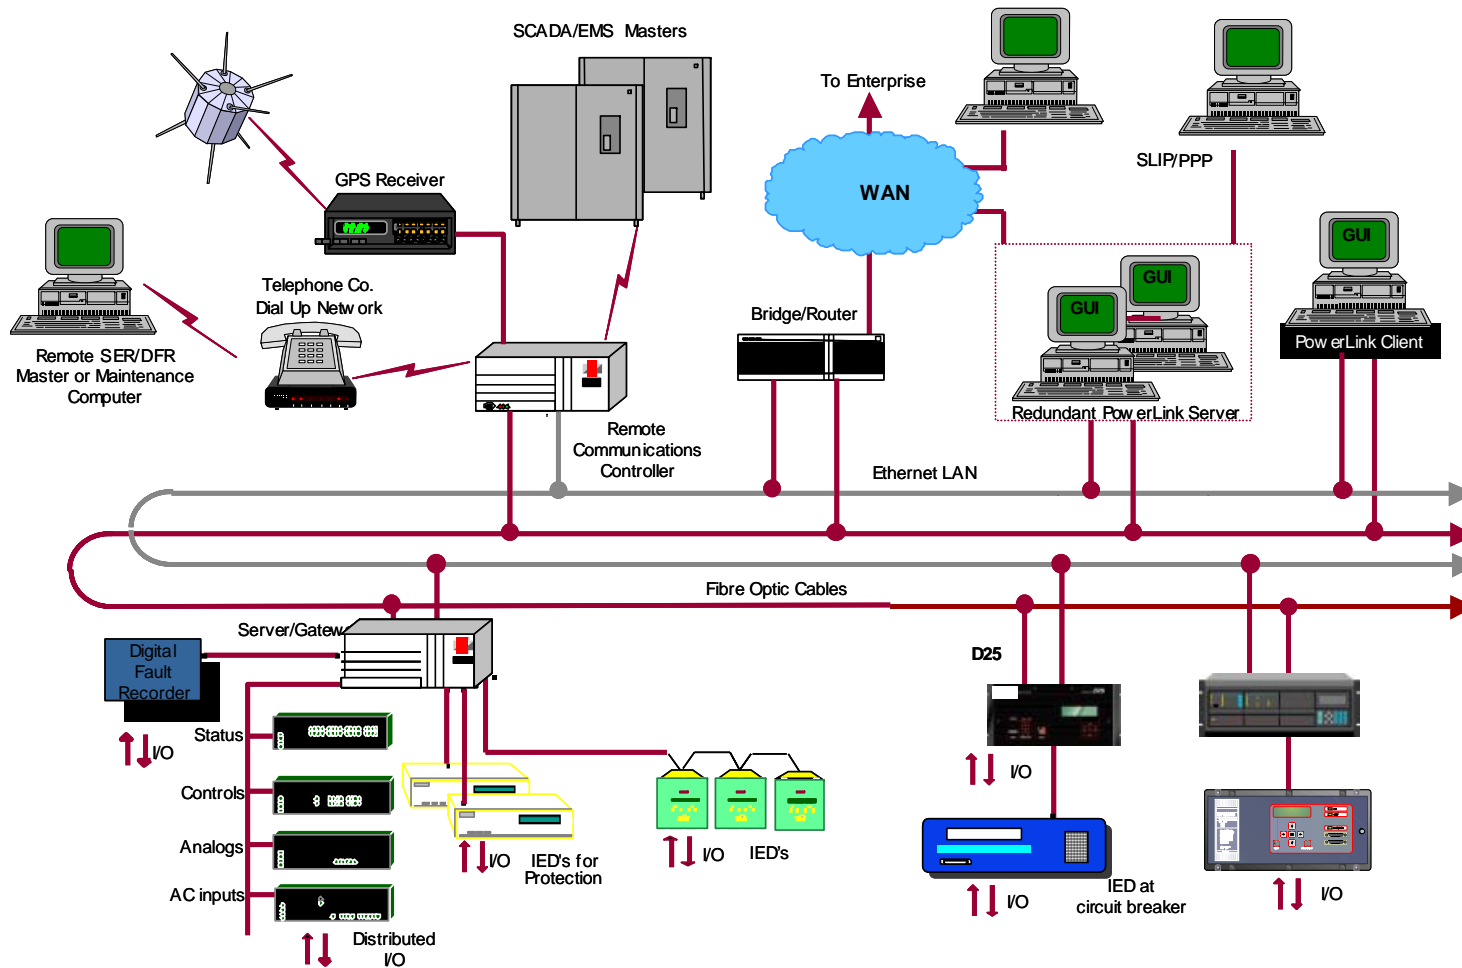 SCADA/EMS Masters
To Enterprise
SLIP/PPP
GPS Receiver
WAN
GUI
GUI
GUI
Telephone Co.
Dial Up Network
Bridge/Router
PowerLink Client
Remote SER/DFR
Master or Maintenance
Computer
Redundant PowerLink Server
Remote
Communications
Controller
Ethernet LAN
Fibre Optic Cables
Server/Gatew
Digital
Fault
Recorder
D25
Status
I/O
I/O
Controls
Analogs
I/O
IED's for
Protection
I/O
IED's
AC inputs
I/O
IED at
circuit breaker
I/O
Distributed
I/O